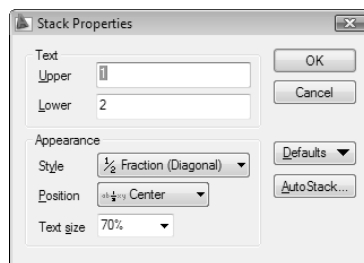 Stack Properties
Text
Upper 1
Lower 2
OK
Cancel
Appearance
Style 1/2 Fraction (Diagonal)
Position Center
Text size 70%
Defaults
AutoStack...